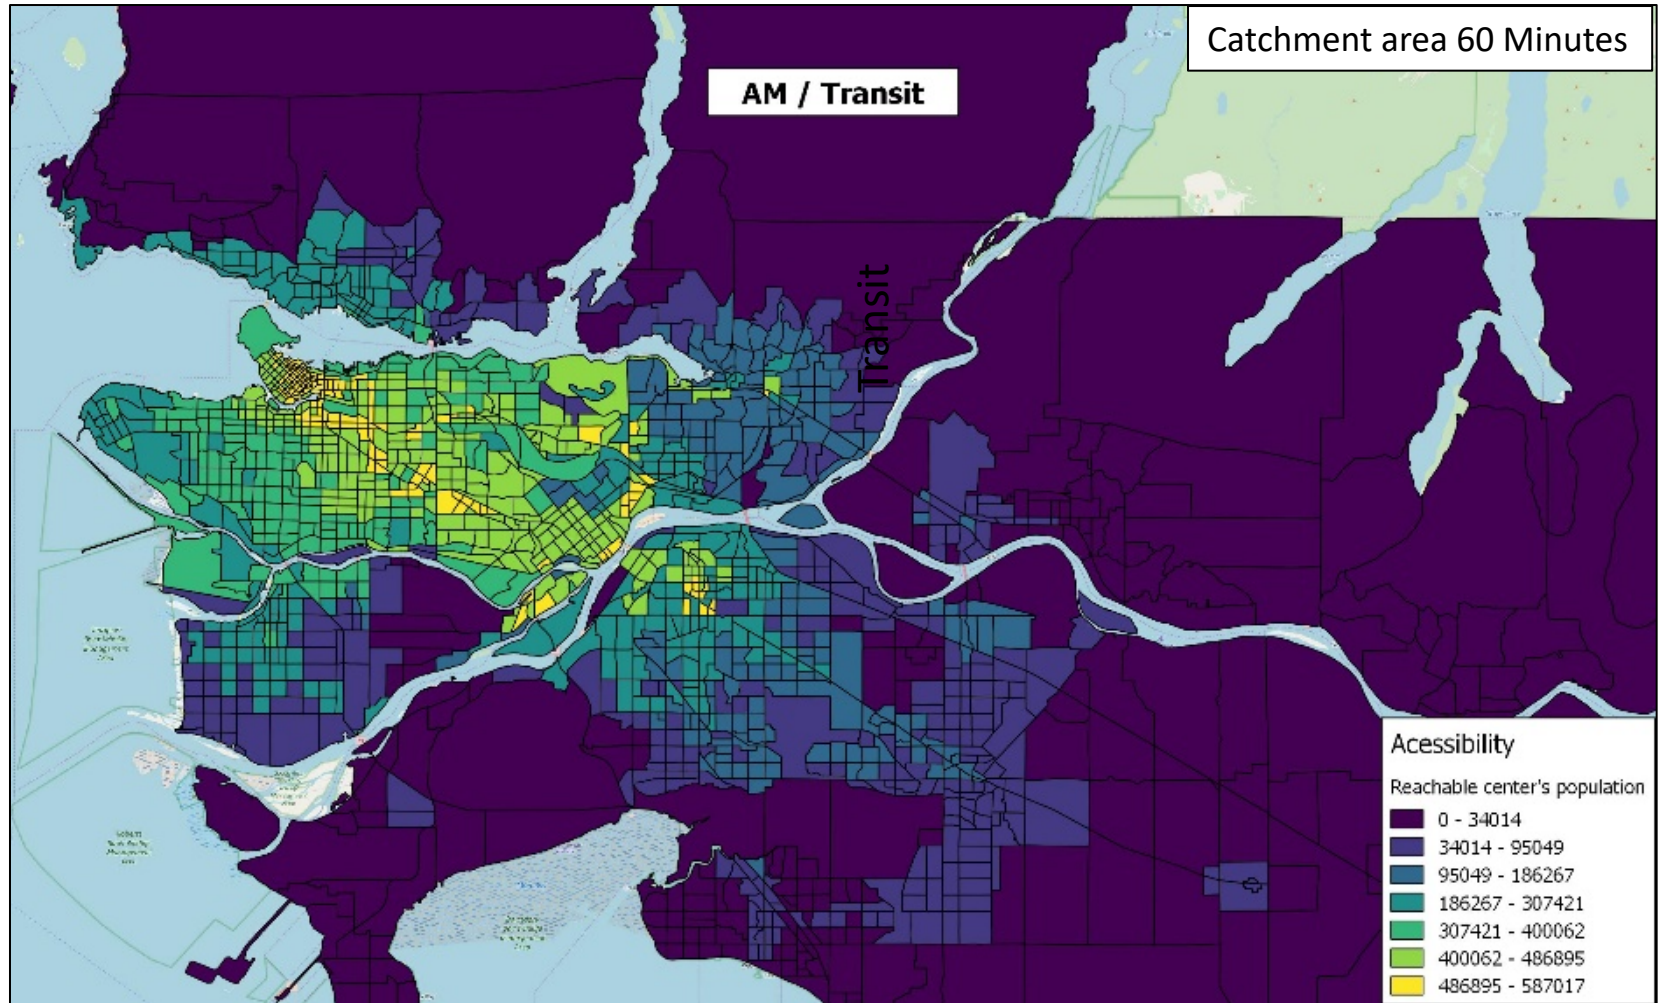 Catchment area 60 Minutes
AM / Transit
Transit
Acessibility
Reachable center's population
0 - 34014
34014 - 95049
95049 - 186267
186267 - 307421
307421 - 400062
400062 - 486895
486895 - 587017